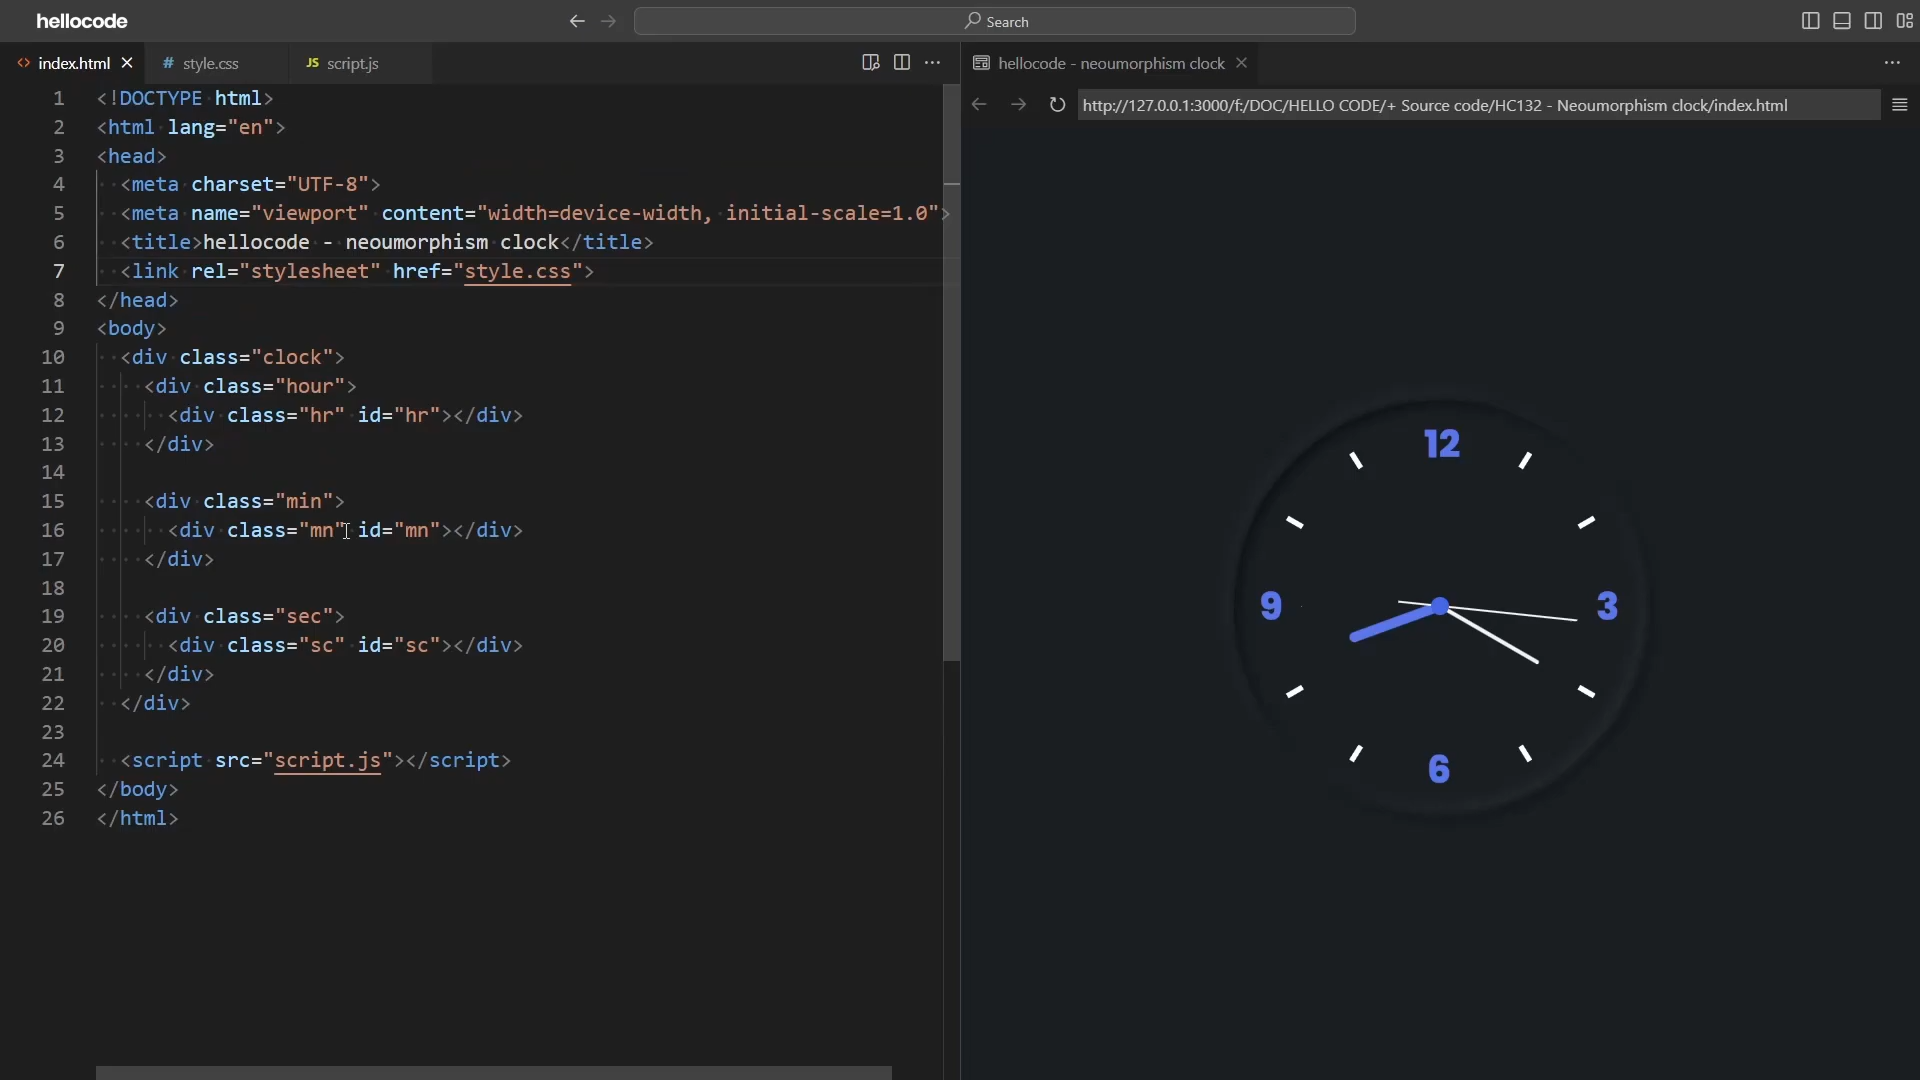 hellocode
Search
index.html
# style.css
JS script.js
hellocode - neoumorphism clock
http://127.0.0.1:3000/f:/DOC/HELLO CODE/+ Source code/HC132 - Neoumorphism clock/index.html
1 <!DOCTYPE html>
2 <html lang="en">
3 <head>
4   <meta charset="UTF-8">
5   <meta name="viewport" content="width=device-width, initial-scale=1.0">
6   <title>hellocode - neoumorphism clock</title>
7   <link rel="stylesheet" href="style.css">
8 </head>
9 <body>
10   <div class="clock">
11     <div class="hour">
12       <div class="hr" id="hr"></div>
13     </div>
14
15     <div class="min">
16       <div class="mn" id="mn"></div>
17     </div>
18
19     <div class="sec">
20       <div class="sc" id="sc"></div>
21     </div>
22   </div>
23
24   <script src="script.js"></script>
25 </body>
26 </html>
12
9
3
6